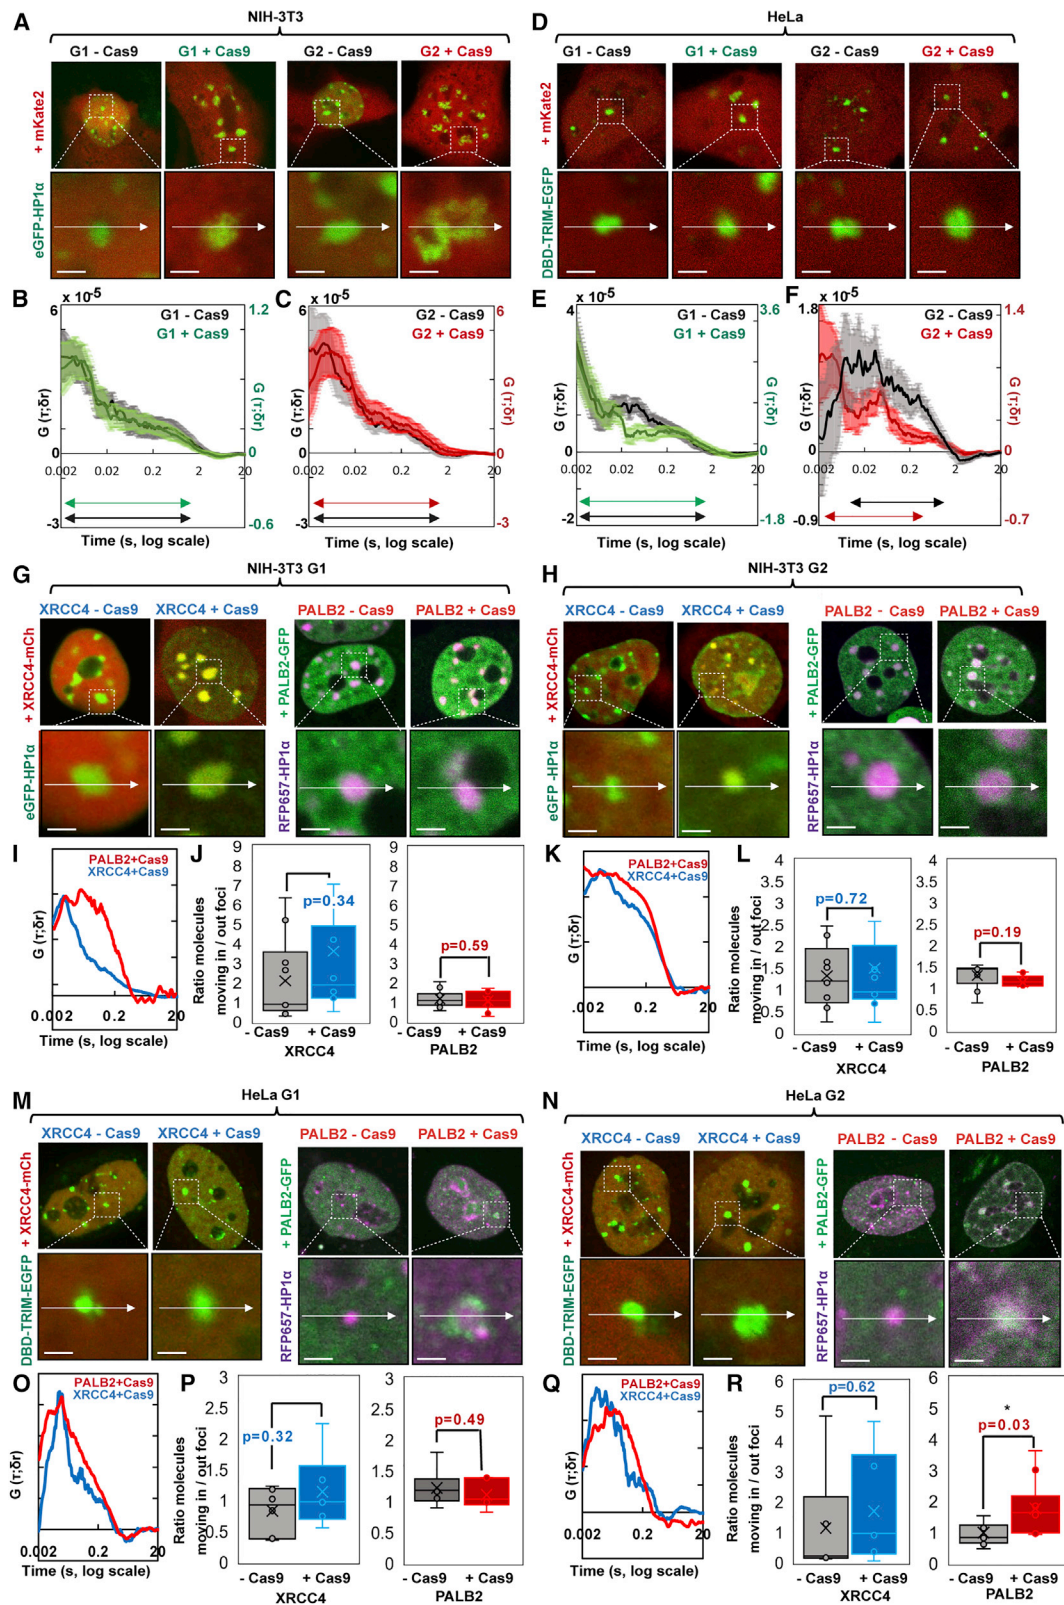 A
NIH-3T3
G1 - Cas9 G1 + Cas9 G2 - Cas9 G2 + Cas9
+ mKate2
eGFP-HP1α
D
HeLa
G1 - Cas9 G1 + Cas9 G2 - Cas9 G2 + Cas9
+ mKate2
DBD-TRIM-EGFP
B
x 10⁻⁵
G1 - Cas9
G1 + Cas9
6
0
-3
1.2
0
-0.6
G (τ;δr)
G (τ;δr)
0.002 0.02 0.2 2 20
Time (s, log scale)
C
x 10⁻⁵
G2 - Cas9
G2 + Cas9
6
0
-3
6
0
-3
G (τ;δr)
G (τ;δr)
0.002 0.02 0.2 2 20
E
x 10⁻⁵
G1 - Cas9
G1 + Cas9
4
0
-2
3.6
0
-1.8
G (τ;δr)
G (τ;δr)
0.002 0.02 0.2 2 20
Time (s, log scale)
F
x 10⁻⁵
G2 - Cas9
G2 + Cas9
1.8
0
-0.9
1.4
0
-0.7
G (τ;δr)
G (τ;δr)
0.002 0.02 0.2 2 20
G
NIH-3T3 G1
XRCC4 - Cas9 XRCC4 + Cas9 PALB2 - Cas9 PALB2 + Cas9
+ XRCC4-mCh
eGFP-HP1α
+ PALB2-GFP
RFP657-HP1α
H
NIH-3T3 G2
XRCC4 - Cas9 XRCC4 + Cas9 PALB2 - Cas9 PALB2 + Cas9
+ XRCC4-mCh
eGFP-HP1α
+ PALB2-GFP
RFP657-HP1α
I
PALB2+Cas9
XRCC4+Cas9
G (τ;δr)
0.002 0.2 20
Time (s, log scale)
J
Ratio molecules
moving in / out foci
9
8
7
6
5
4
3
2
1
0
p=0.34
- Cas9 + Cas9
XRCC4
9
8
7
6
5
4
3
2
1
0
p=0.59
- Cas9 + Cas9
PALB2
K
PALB2+Cas9
XRCC4+Cas9
G (τ;δr)
0.002 0.2 20
Time (s, log scale)
L
Ratio molecules
moving in / out foci
4
3.5
3
2.5
2
1.5
1
0.5
0
p=0.72
- Cas9 + Cas9
XRCC4
4
3.5
3
2.5
2
1.5
1
0.5
0
p=0.19
- Cas9 + Cas9
PALB2
M
HeLa G1
XRCC4 - Cas9 XRCC4 + Cas9 PALB2 - Cas9 PALB2 + Cas9
+ XRCC4-mCh
DBD-TRIM-EGFP
+ PALB2-GFP
RFP657-HP1α
N
HeLa G2
XRCC4 - Cas9 XRCC4 + Cas9 PALB2 - Cas9 PALB2 + Cas9
+ XRCC4-mCh
DBD-TRIM-EGFP
+ PALB2-GFP
RFP657-HP1α
O
PALB2+Cas9
XRCC4+Cas9
G (τ;δr)
0.002 0.2 20
Time (s, log scale)
P
Ratio molecules
moving in / out foci
3
2.5
2
1.5
1
0.5
0
p=0.32
- Cas9 + Cas9
XRCC4
3
2.5
2
1.5
1
0.5
0
p=0.49
- Cas9 + Cas9
PALB2
Q
PALB2+Cas9
XRCC4+Cas9
G (τ;δr)
0.002 0.2 20
Time (s, log scale)
R
Ratio molecules
moving in / out foci
6
5
4
3
2
1
0
p=0.62
- Cas9 + Cas9
XRCC4
6
5
4
3
2
1
0
*
p=0.03
- Cas9 + Cas9
PALB2